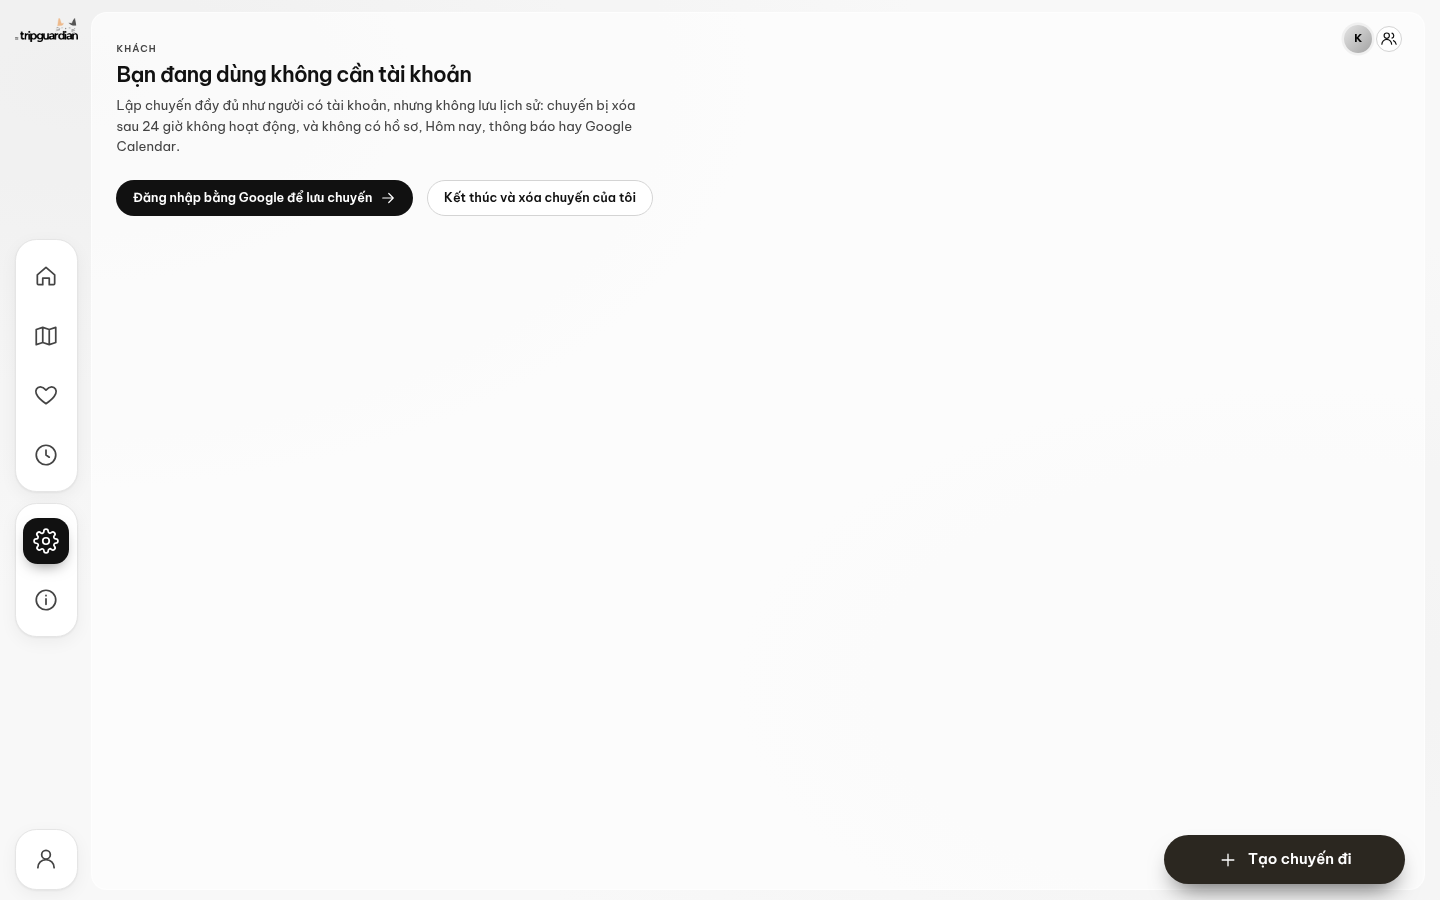 tripguardian
K
KHÁCH
Bạn đang dùng không cần tài khoản
Lập chuyến đầy đủ như người có tài khoản, nhưng không lưu lịch sử: chuyến bị xóa
sau 24 giờ không hoạt động, và không có hồ sơ, Hôm nay, thông báo hay Google
Calendar.
Đăng nhập bằng Google để lưu chuyến
Kết thúc và xóa chuyến của tôi
Tạo chuyến đi